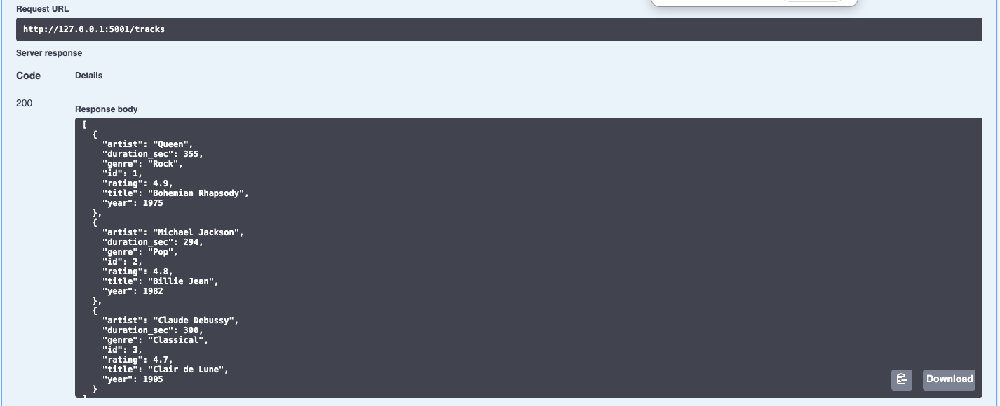 Request URL
http://127.0.0.1:5001/tracks
Server response
Code Details
200
Response body
[
  {
    "artist": "Queen",
    "duration_sec": 355,
    "genre": "Rock",
    "id": 1,
    "rating": 4.9,
    "title": "Bohemian Rhapsody",
    "year": 1975
  },
  {
    "artist": "Michael Jackson",
    "duration_sec": 294,
    "genre": "Pop",
    "id": 2,
    "rating": 4.8,
    "title": "Billie Jean",
    "year": 1982
  },
  {
    "artist": "Claude Debussy",
    "duration_sec": 300,
    "genre": "Classical",
    "id": 3,
    "rating": 4.7,
    "title": "Clair de Lune",
    "year": 1905
  }
]
Download